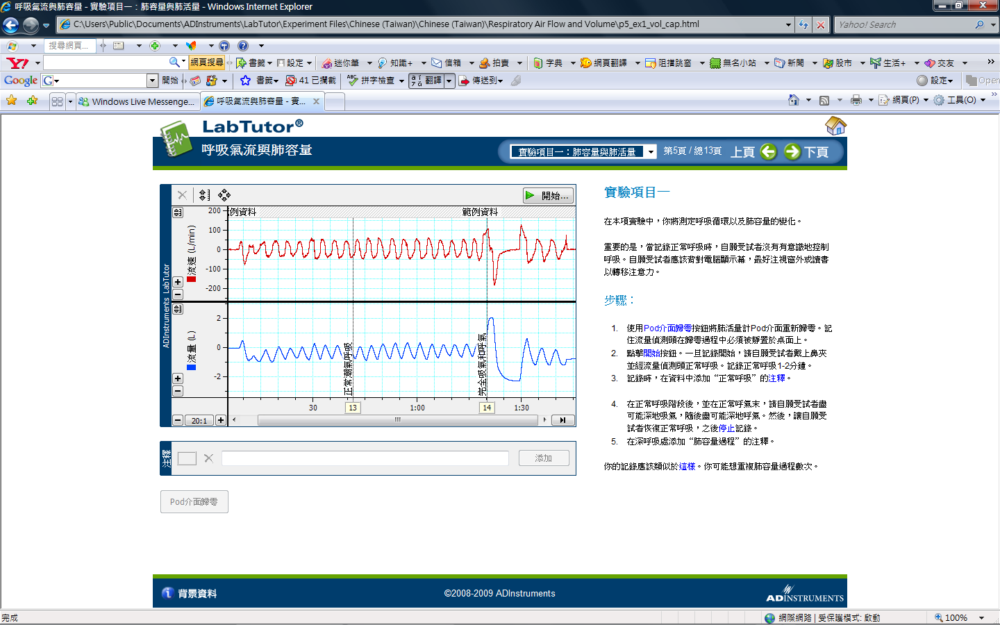 呼吸氣流與肺容量 - 實驗項目一：肺容量與肺活量 - Windows Internet Explorer
C:\Users\Public\Documents\ADInstruments\LabTutor\Experiment Files\Chinese (Taiwan)\Chinese (Taiwan)\Respiratory Air Flow and Volume\p5_ex1_vol_cap.html
Yahoo! Search
搜尋網頁...
Y! 網頁搜尋 書籤 設定 迷你筆 知識+ 信箱 拍賣 字典 網頁翻譯 阻擋跳窗 無名小站 新聞 股市 生活+ 交友
Google G 開始 書籤 41 已攔截 拼字檢查 翻譯 傳送到 設定 Open
Windows Live Messenge... 呼吸氣流與肺容量 - 實... 網頁(P) 工具(O)
LabTutor®
呼吸氣流與肺容量
實驗項目一：肺容量與肺活量 第5頁 / 總13頁 上頁 下頁
開始...
例資料 範例資料
ADInstruments LabTutor
流速 (L/min)
200
100
0
-100
-200
流量 (L)
2
0
-2
正常潮氣呼吸
完全吸氣和呼氣
30 13 1:00 14 1:30
20:1
注釋
添加
Pod介面歸零
實驗項目一
在本項實驗中，你將測定呼吸循環以及肺容量的變化。
重要的是，當記錄正常呼吸時，自願受試者沒有有意識地控制
呼吸。自願受試者應該背對電腦顯示幕，最好注視窗外或讀書
以轉移注意力。
步驟：
1. 使用Pod介面歸零按鈕將肺活量計Pod介面重新歸零。記
住流量偵測頭在歸零過程中必須被靜置於桌面上。
2. 點擊開始按鈕。一旦記錄開始，請自願受試者戴上鼻夾
並經流量偵測頭正常呼吸。記錄正常呼吸1-2分鐘。
3. 記錄時，在資料中添加“正常呼吸”的注釋。
4. 在正常呼吸階段後，並在正常呼氣末，請自願受試者盡
可能深地吸氣，隨後盡可能深地呼氣。然後，讓自願受
試者恢復正常呼吸，之後停止記錄。
5. 在深呼吸處添加“肺容量過程”的注釋。
你的記錄應該類似於這樣。你可能想重複肺容量過程數次。
背景資料
©2008-2009 ADInstruments
ADINSTRUMENTS
完成
網際網路 | 受保護模式: 啟動
100%